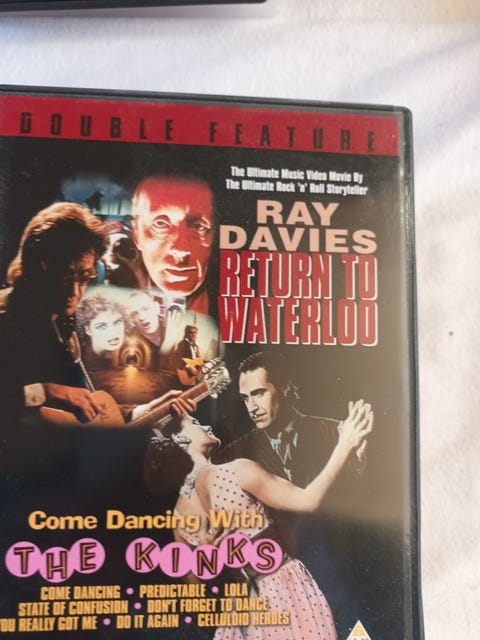 DOUBLE FEATURE
The Ultimate Music Video Movie By
The Ultimate Rock 'n' Roll Storyteller
RAY
DAVIES
RETURN TO
WATERLOO
Come Dancing With
THE KINKS
COME DANCING • PREDICTABLE • LOLA
STATE OF CONFUSION • DON'T FORGET TO DANCE
YOU REALLY GOT ME • DO IT AGAIN • CELLULOID HEROES